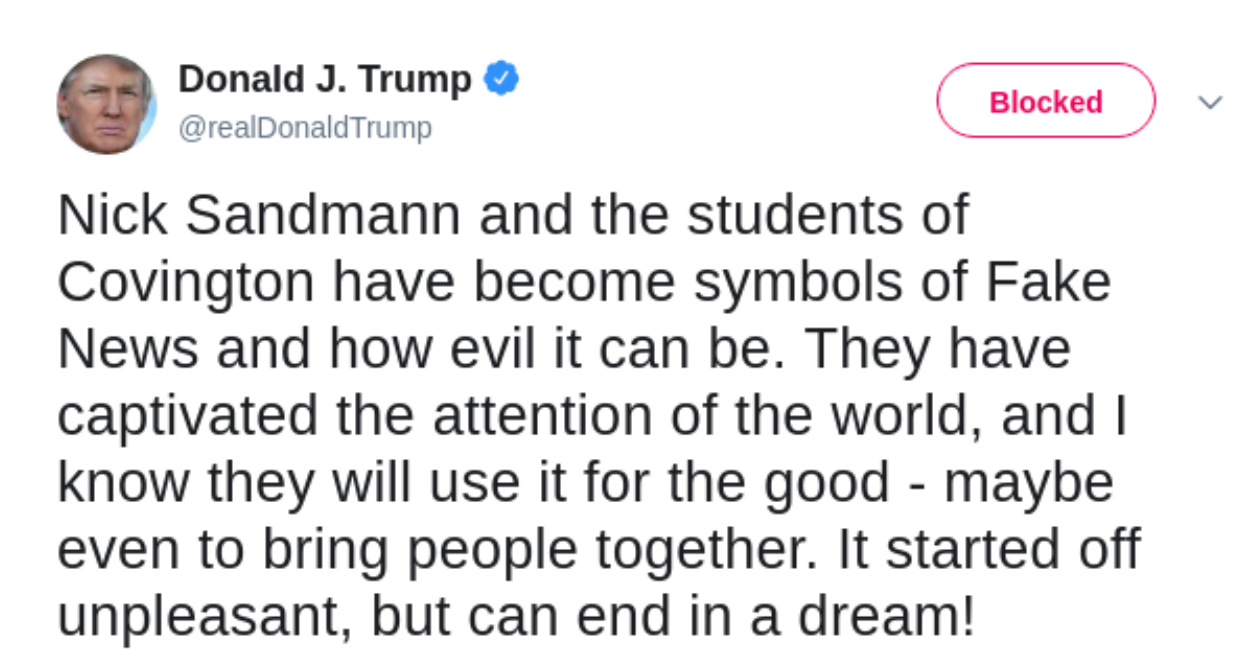 Donald J. Trump
@realDonaldTrump
Blocked
Nick Sandmann and the students of
Covington have become symbols of Fake
News and how evil it can be. They have
captivated the attention of the world, and I
know they will use it for the good - maybe
even to bring people together. It started off
unpleasant, but can end in a dream!